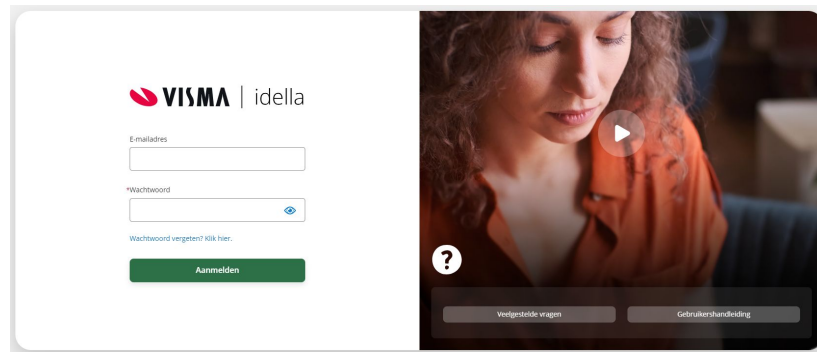 VISMA | idella
E-mailadres
*Wachtwoord
Wachtwoord vergeten? Klik hier.
Aanmelden
?
Veelgestelde vragen
Gebruikershandleiding